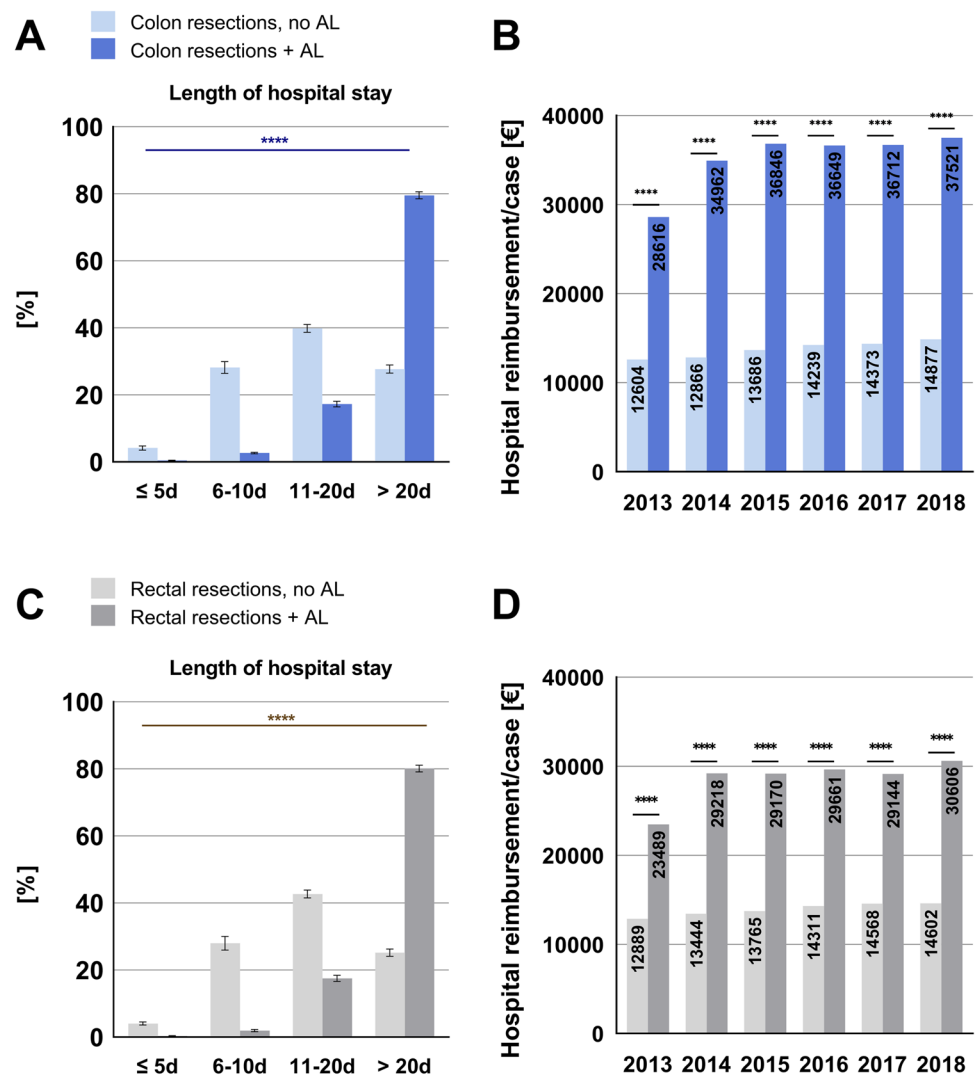 A
Colon resections, no AL
Colon resections + AL
Length of hospital stay
****
[%]
100
80
60
40
20
0
≤ 5d 6-10d 11-20d > 20d
B
Hospital reimbursement/case [€]
40000
30000
20000
10000
0
**** **** **** **** **** ****
12604 28616 12866 34962 13686 36846 14239 36649 14373 36712 14877 37521
2013 2014 2015 2016 2017 2018
C
Rectal resections, no AL
Rectal resections + AL
Length of hospital stay
****
[%]
100
80
60
40
20
0
≤ 5d 6-10d 11-20d > 20d
D
Hospital reimbursement/case [€]
40000
30000
20000
10000
0
**** **** **** **** **** ****
12889 23489 13444 29218 13765 29170 14311 29661 14568 29144 14602 30606
2013 2014 2015 2016 2017 2018